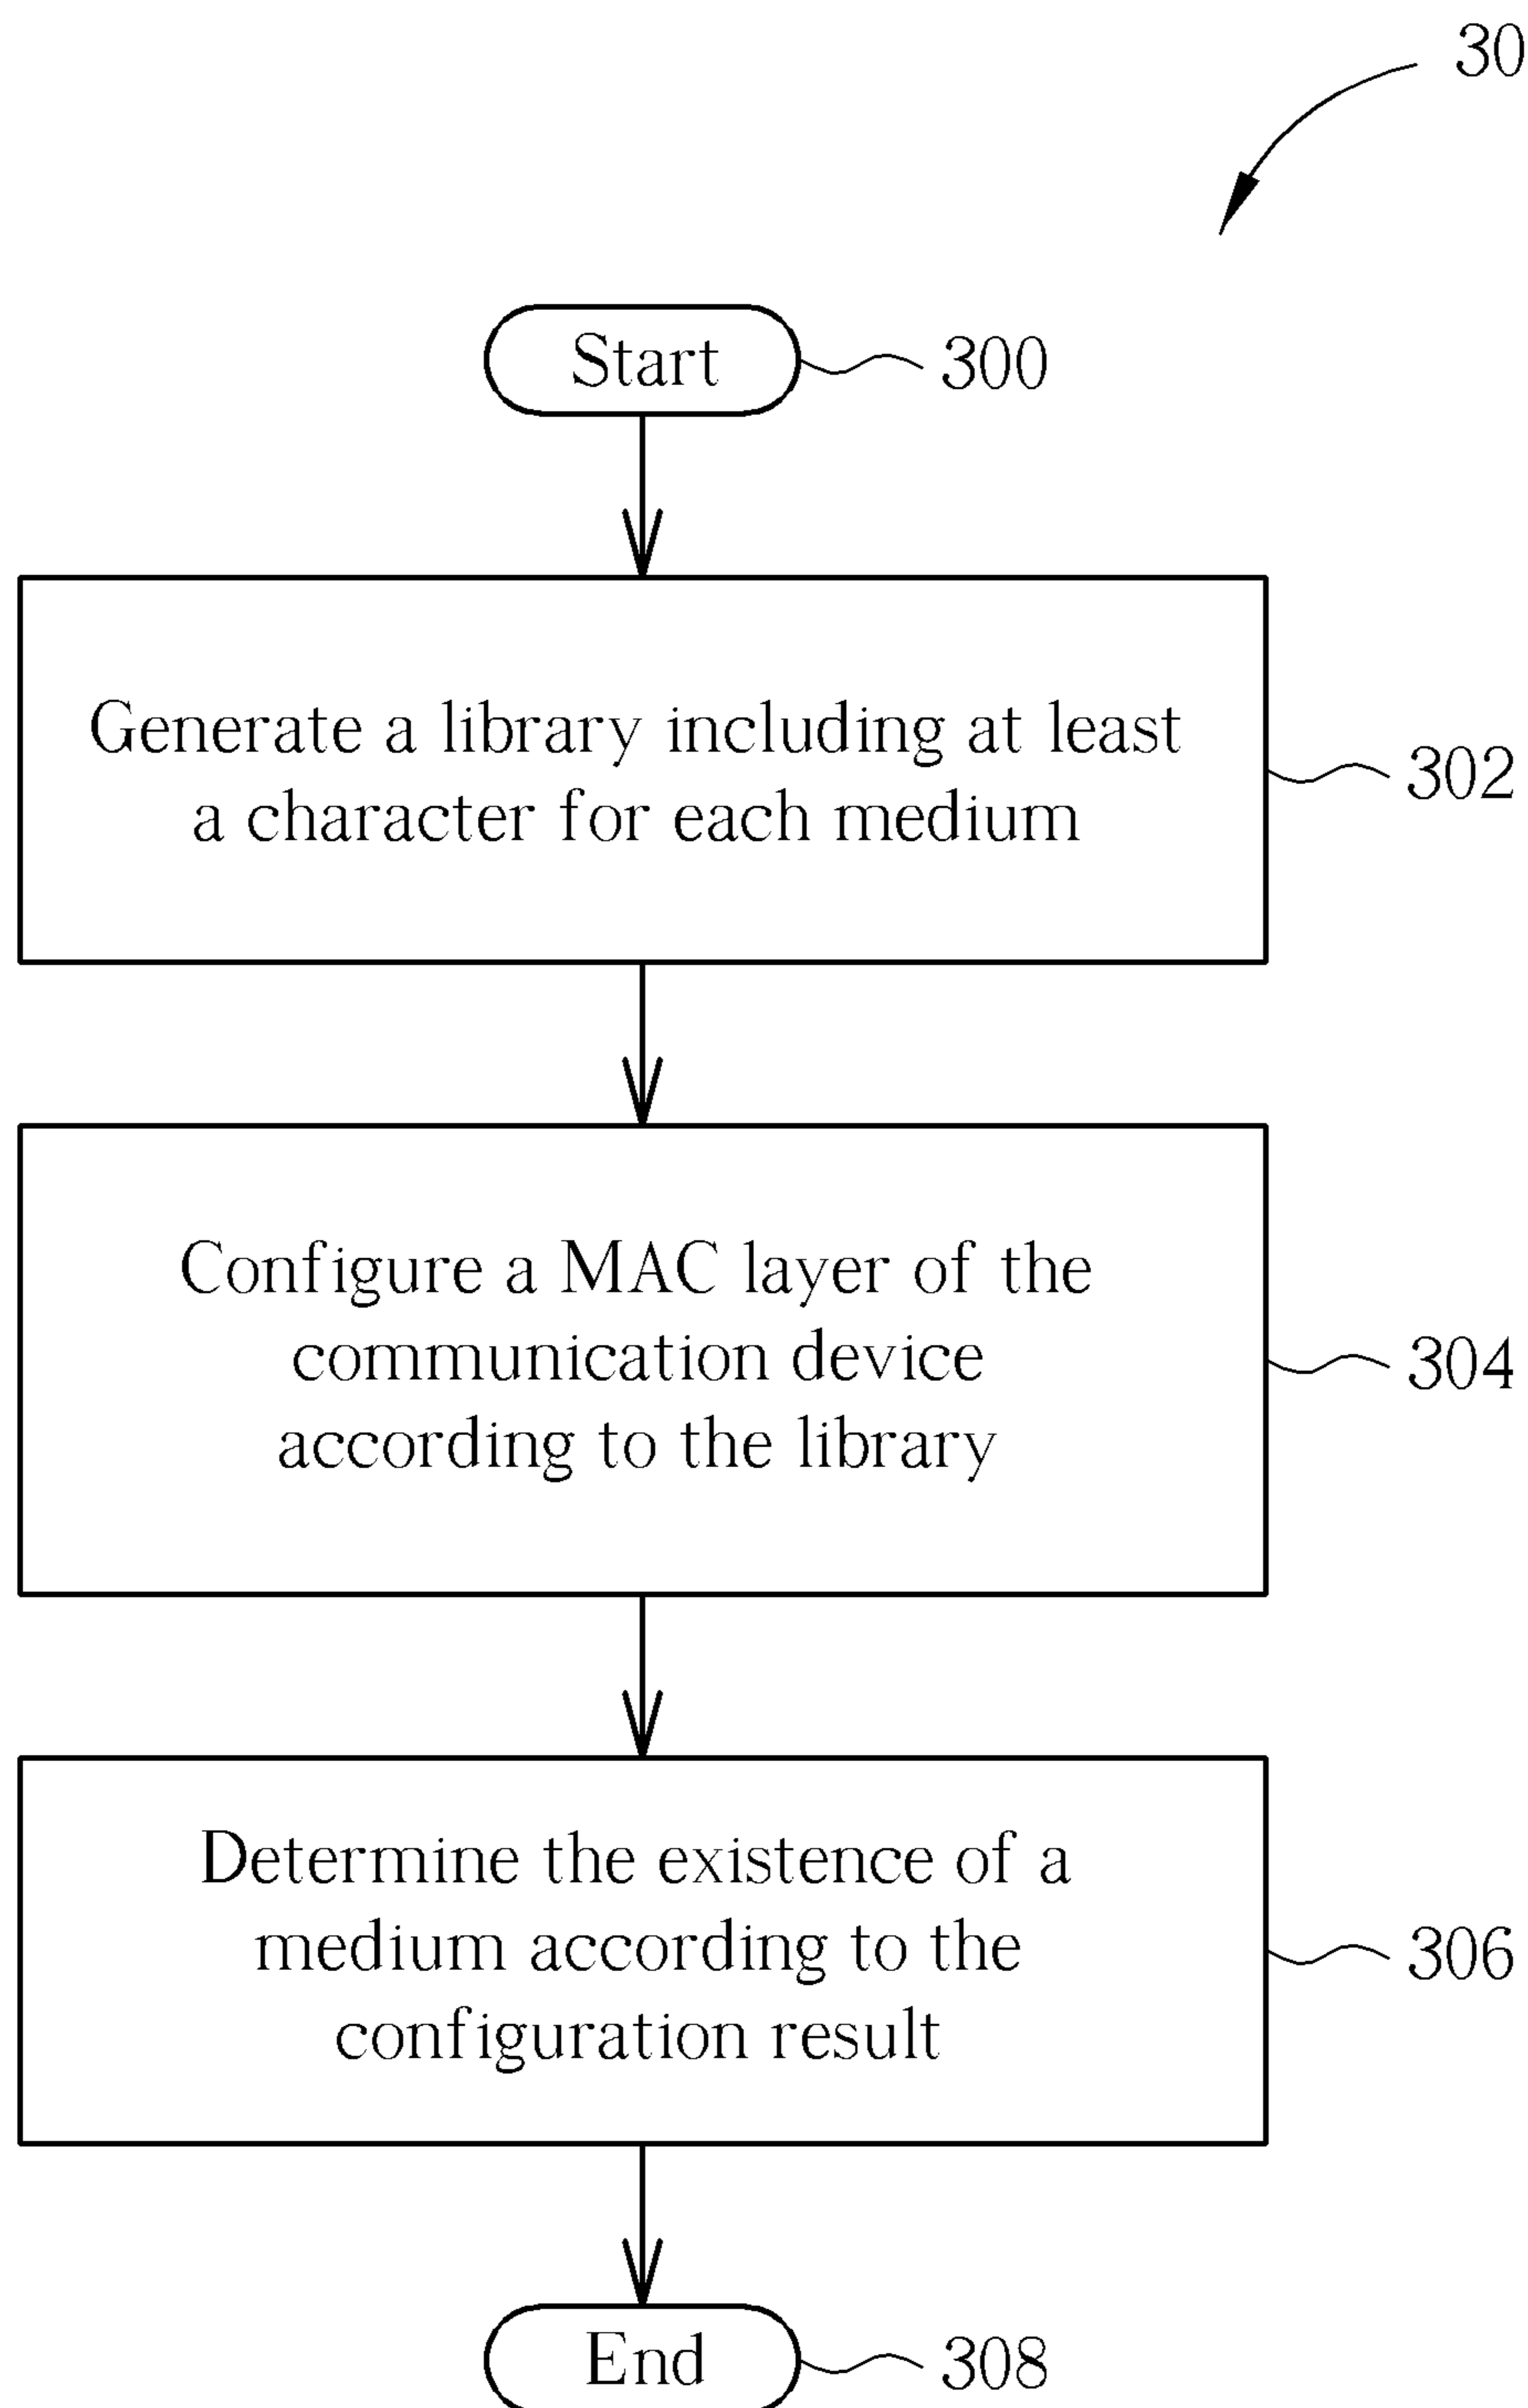 30
Start
300
Generate a library including at least
a character for each medium
302
Configure a MAC layer of the
communication device
according to the library
304
Determine the existence of a
medium according to the
configuration result
306
End
308